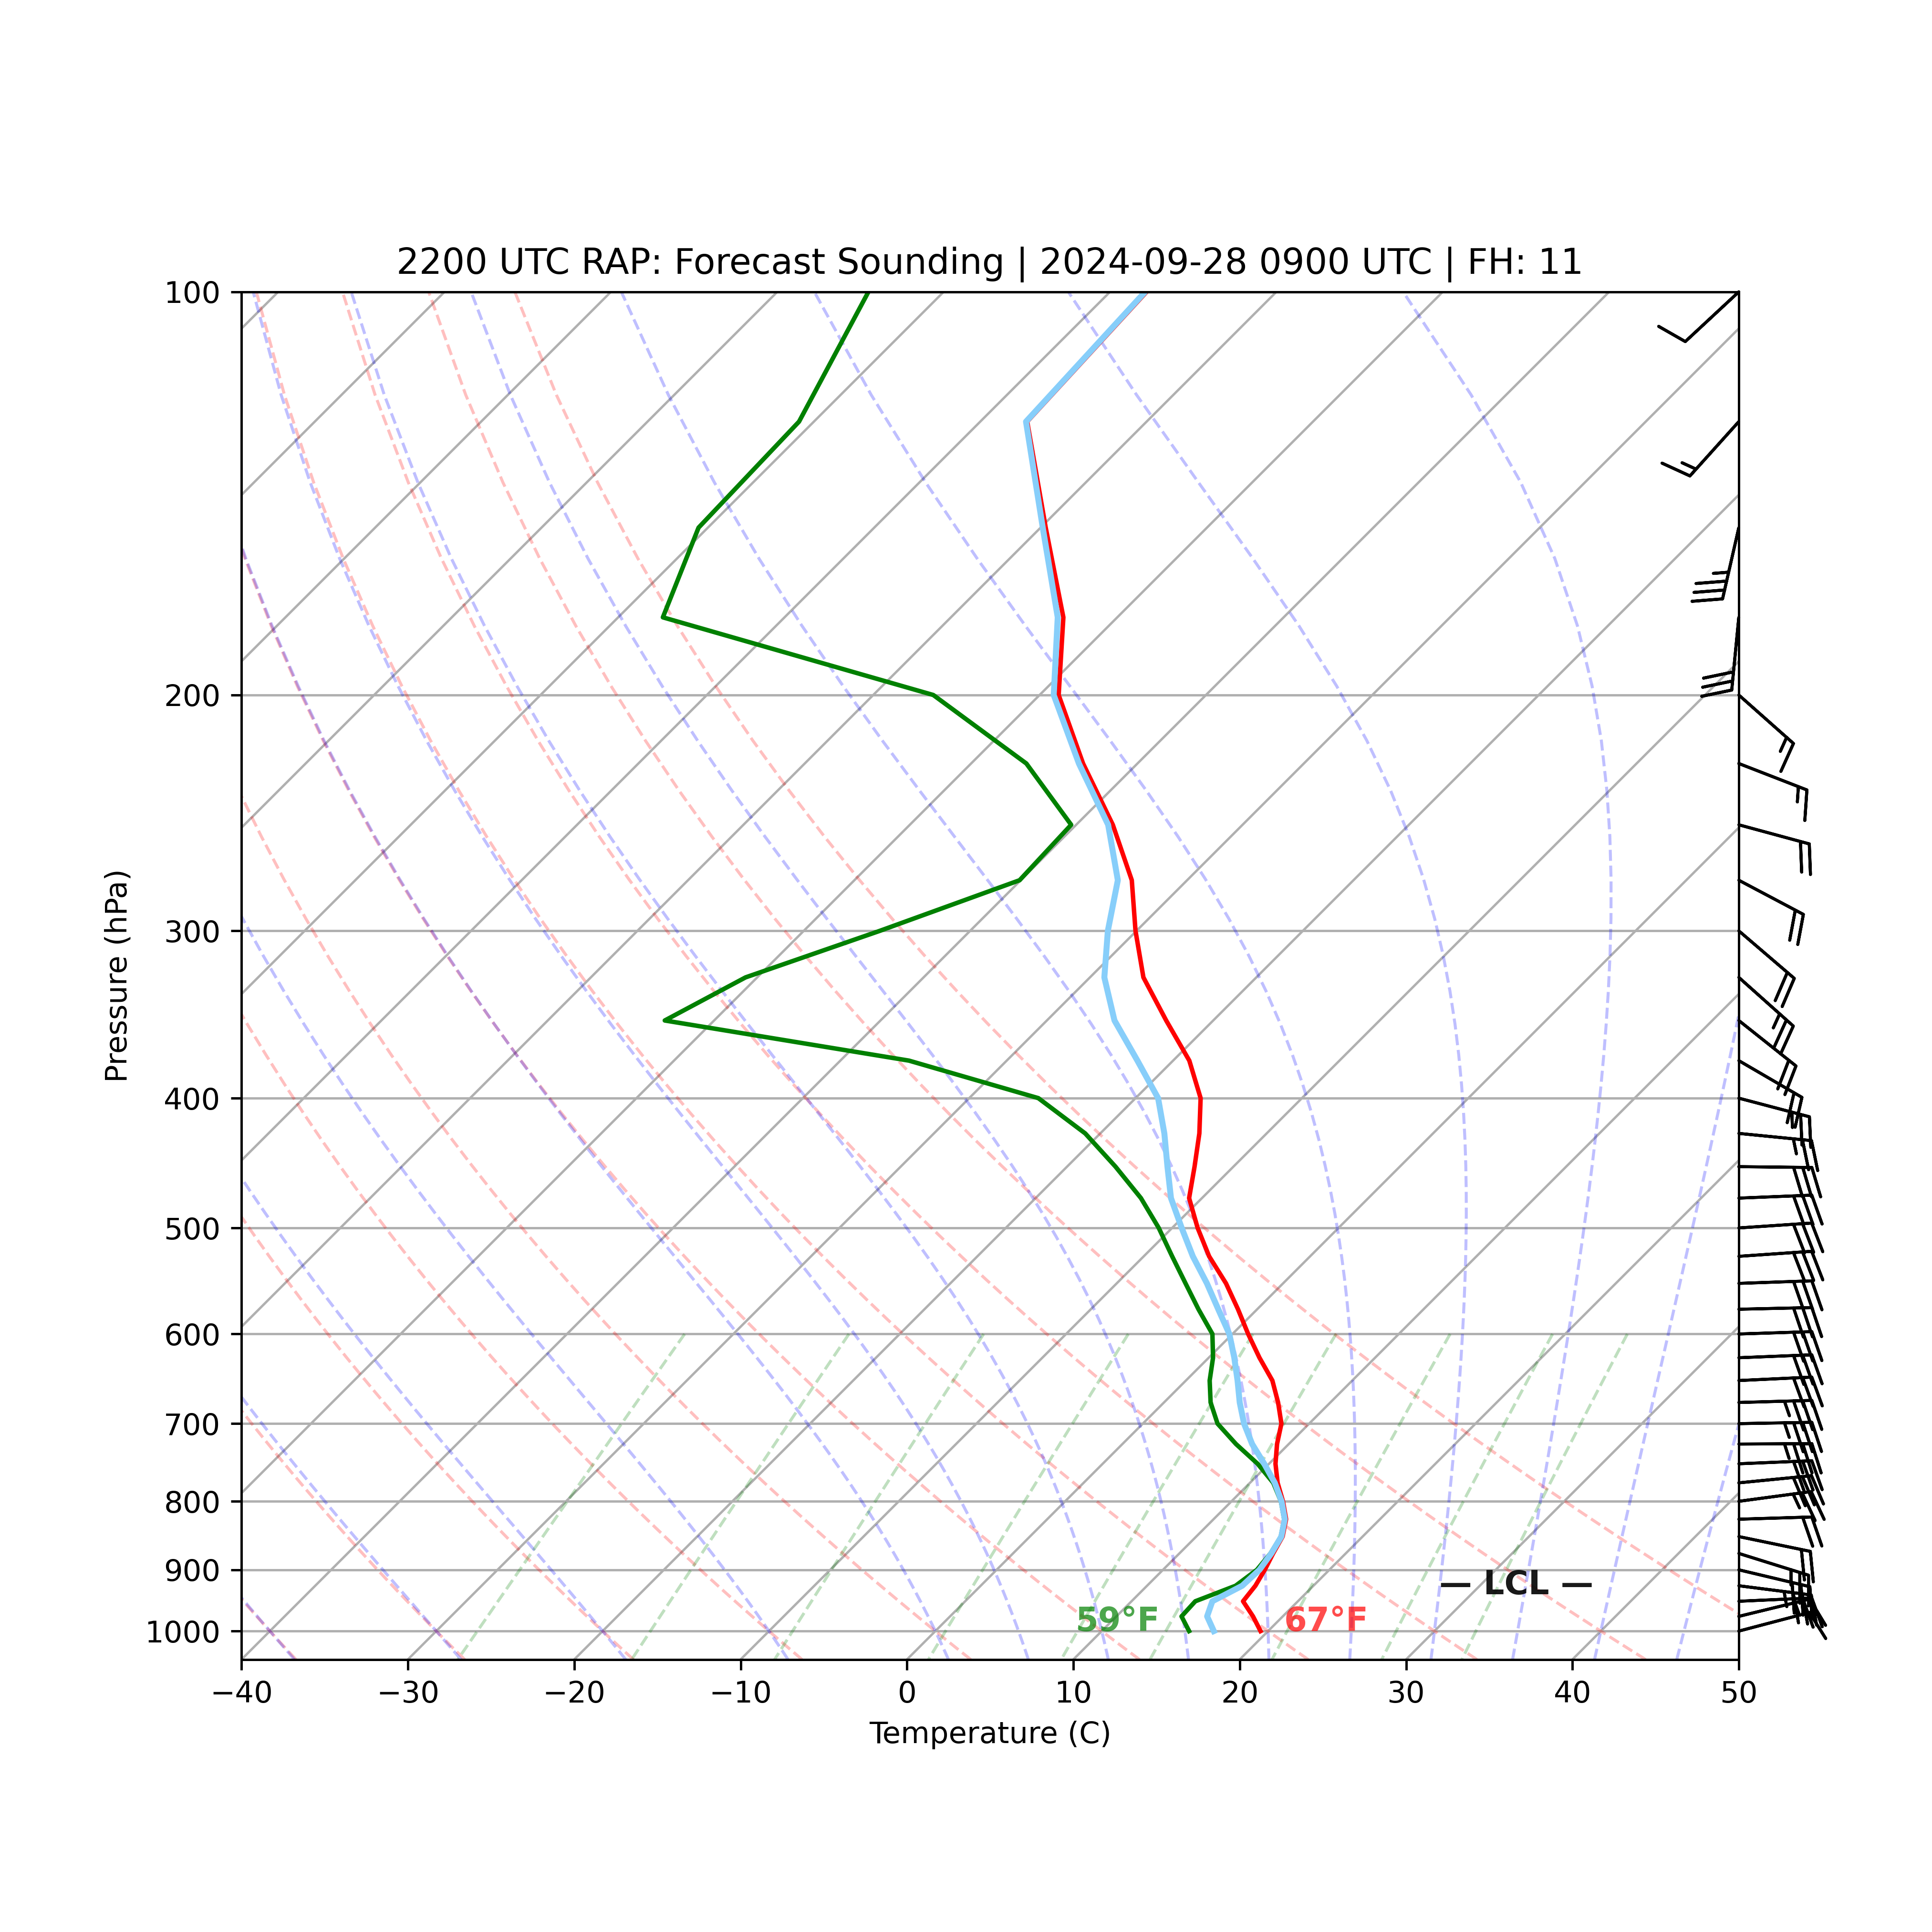 2200 UTC RAP: Forecast Sounding | 2024-09-28 0900 UTC | FH: 11
100
200
300
400
500
600
700
800
900
1000
Pressure (hPa)
— LCL —
59°F
67°F
−40 −30 −20 −10 0 10 20 30 40 50
Temperature (C)